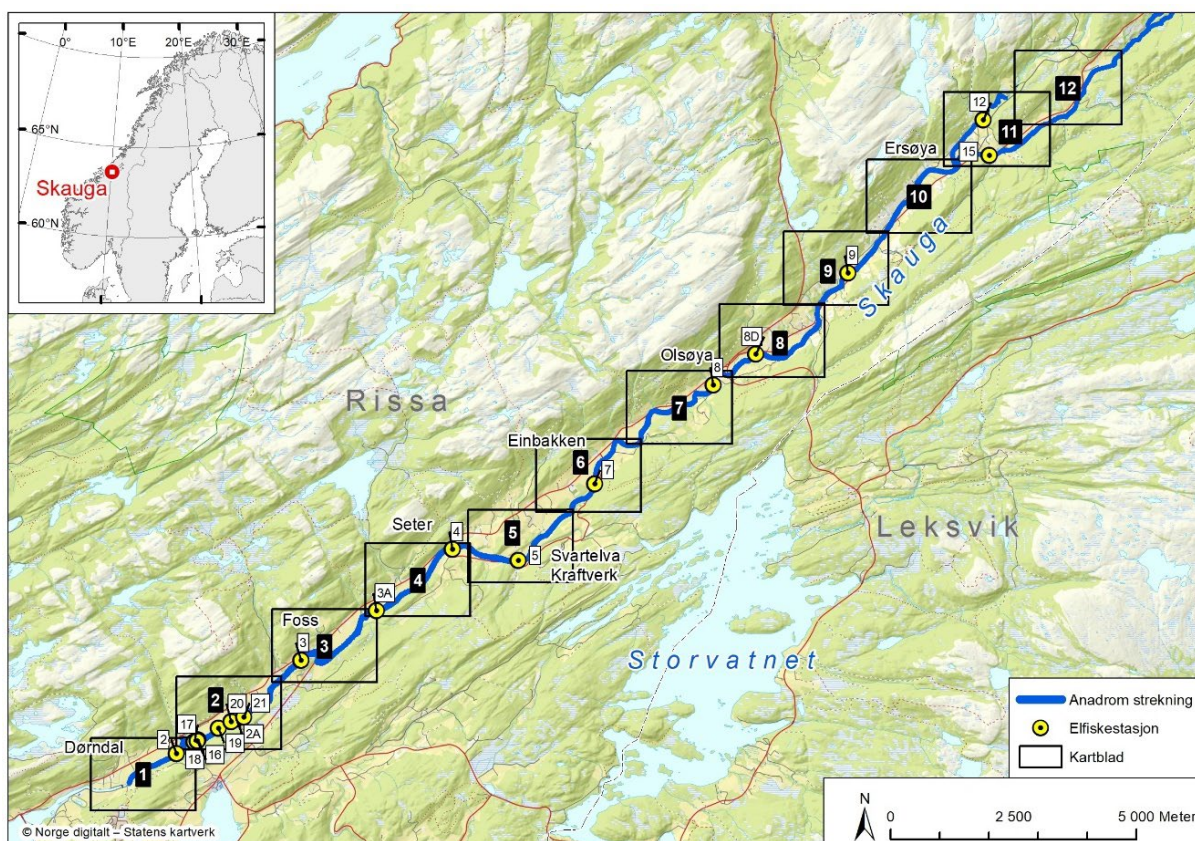 0° 10°E 20°E 30°E
65°N
60°N
Skauga
12
12
11
15
Ersøya
10
Skauga
9
9
8D
8
Olsøya
8
7
Rissa
Einbakken
6
7
Leksvik
Seter
4
5
5
Svartelva
Kraftverk
4
3A
Foss
3
3
Storvatnet
2
20
21
17
2
Dørndal
19
2A
16
18
1
Anadrom strekning
Elfiskestasjon
Kartblad
N
0 2 500 5 000 Meter
© Norge digitalt – Statens kartverk